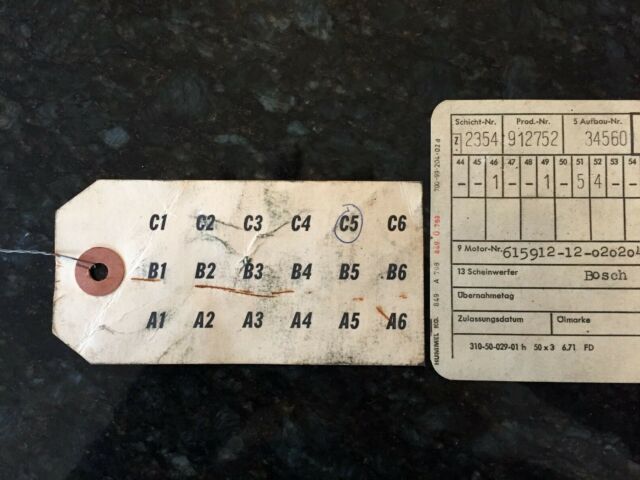 C1 C2 C3 C4 C5 C6
B1 B2 B3 B4 B5 B6
A1 A2 A3 A4 A5 A6
Schicht-Nr. Prod.-Nr. 5 Aufbau-Nr.
Z 2354 912752 34560
44 45 46 47 48 49 50 51 52 53 54
- - 1 - - 1 - 5 4 - -
9 Motor-Nr. 615912-12-020204
13 Scheinwerfer Bosch
Übernahmetag
Zulassungsdatum Ölmarke
310-50-029-01 h 50 x 3 6.71 FD
HUMMEL KG.